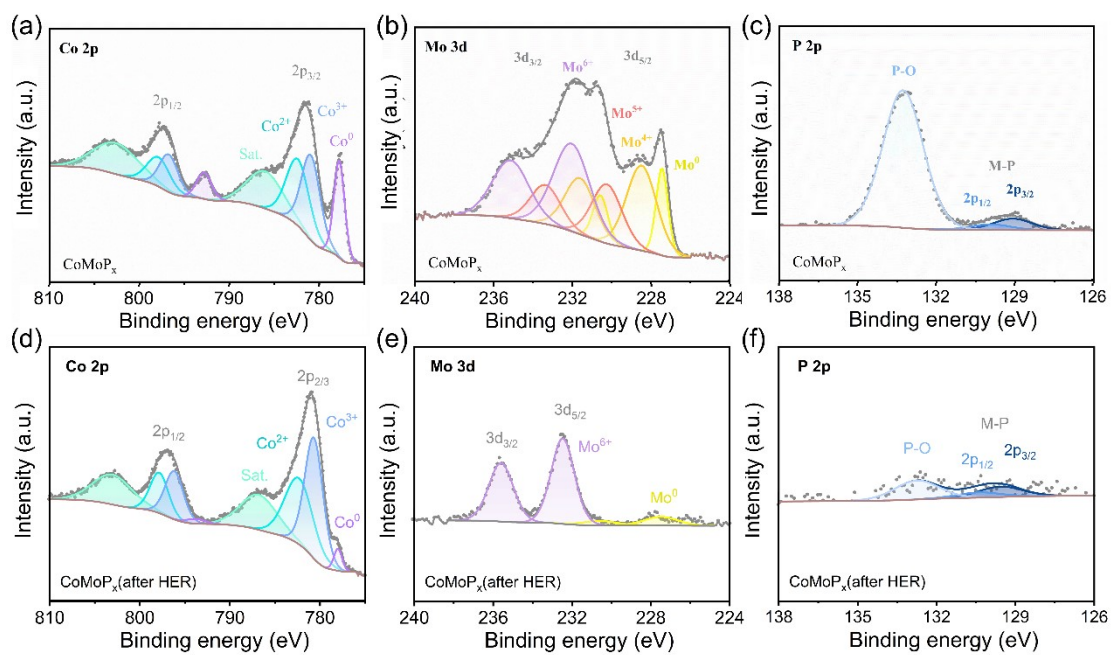 (a)
Co 2p
2p₁/₂
2p₃/₂
Co³⁺
Co²⁺
Co⁰
Sat.
CoMoPₓ
Intensity (a.u.)
810 800 790 780
Binding energy (eV)
(b)
Mo 3d
3d₃/₂
Mo⁶⁺
3d₅/₂
Mo⁵⁺
Mo⁴⁺
Mo⁰
CoMoPₓ
Intensity (a.u.)
240 236 232 228 224
Binding energy (eV)
(c)
P 2p
P-O
M-P
2p₁/₂
2p₃/₂
CoMoPₓ
Intensity (a.u.)
138 135 132 129 126
Binding energy (eV)
(d)
Co 2p
2p₂/₃
Co³⁺
2p₁/₂
Co²⁺
Sat.
Co⁰
CoMoPₓ(after HER)
Intensity (a.u.)
810 800 790 780
Binding energy (eV)
(e)
Mo 3d
3d₅/₂
3d₃/₂
Mo⁶⁺
Mo⁰
CoMoPₓ(after HER)
Intensity (a.u.)
240 236 232 228 224
Binding energy (eV)
(f)
P 2p
M-P
P-O
2p₁/₂
2p₃/₂
CoMoPₓ(after HER)
Intensity (a.u.)
138 135 132 129 126
Binding energy (eV)